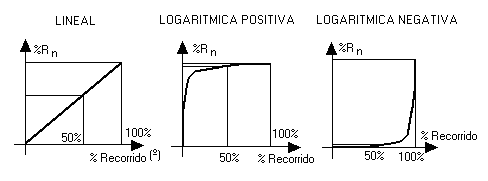 LINEAL
LOGARITMICA POSITIVA
LOGARITMICA NEGATIVA
%Rn
%Rn
%Rn
50%
100%
% Recorrido (º)
50%
100%
% Recorrido
50%
100%
% Recorrido